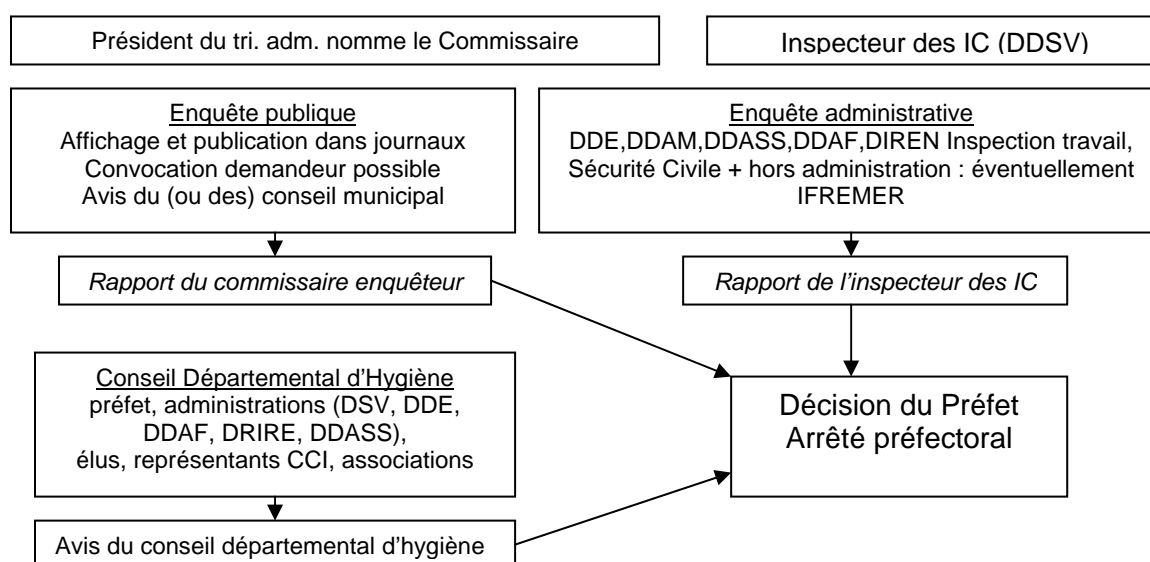 Président du tri. adm. nomme le Commissaire
Inspecteur des IC (DDSV)
Enquête publique
Affichage et publication dans journaux
Convocation demandeur possible
Avis du (ou des) conseil municipal
Enquête administrative
DDE,DDAM,DDASS,DDAF,DIREN Inspection travail,
Sécurité Civile + hors administration : éventuellement
IFREMER
Rapport du commissaire enquêteur
Rapport de l'inspecteur des IC
Conseil Départemental d'Hygiène
préfet, administrations (DSV, DDE,
DDAF, DRIRE, DDASS),
élus, représentants CCI, associations
Décision du Préfet
Arrêté préfectoral
Avis du conseil départemental d'hygiène